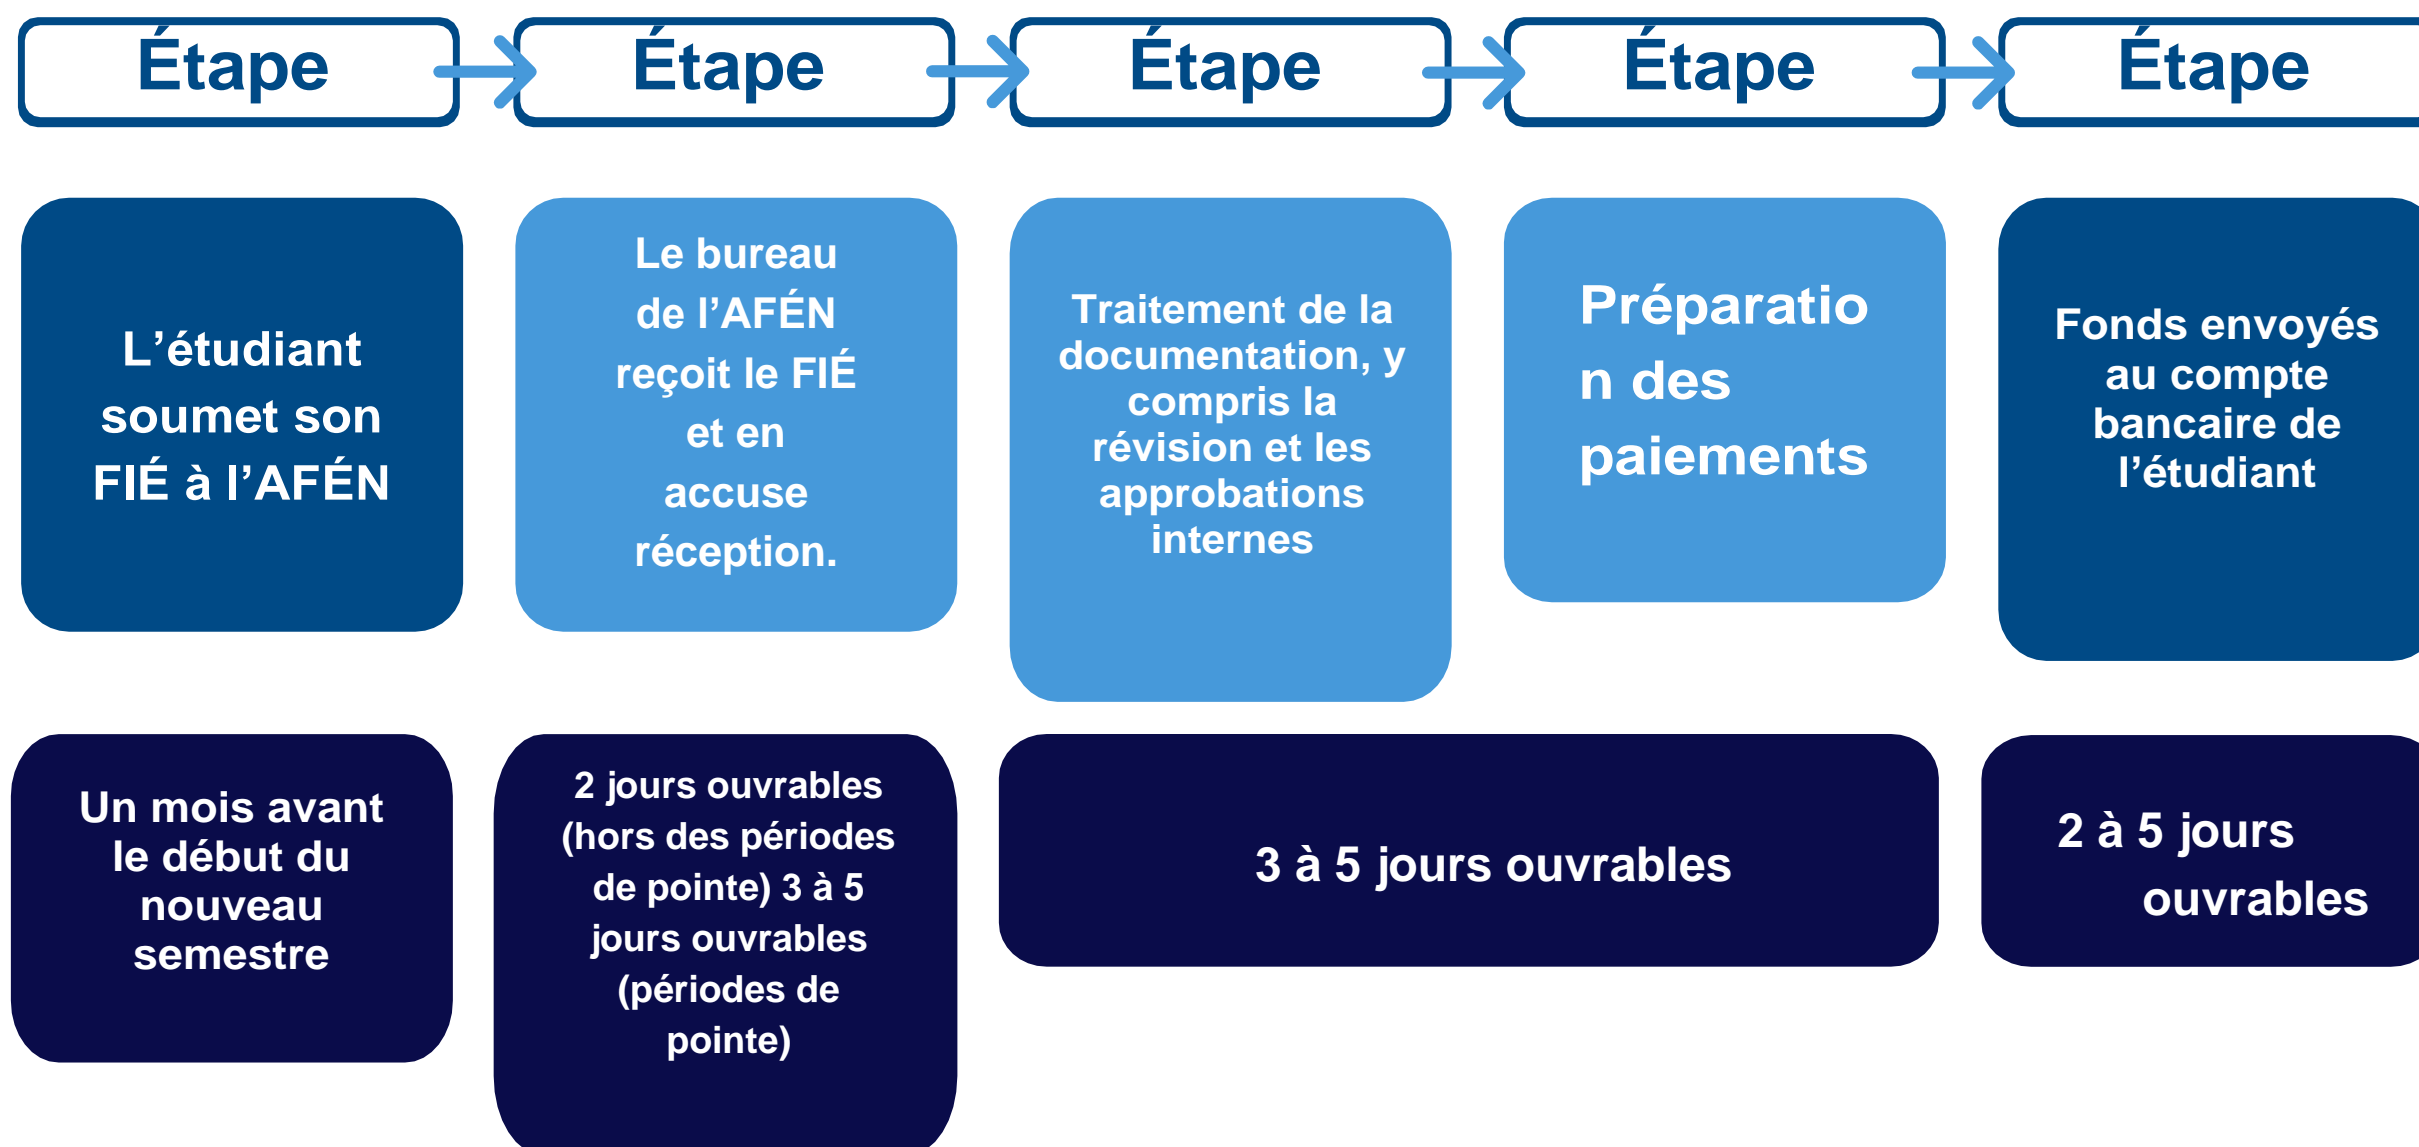 Étape
Étape
Étape
Étape
Étape
L’étudiant
soumet son
FIÉ à l’AFÉN
Le bureau
de l’AFÉN
reçoit le FIÉ
et en
accuse
réception.
Traitement de la
documentation, y
compris la
révision et les
approbations
internes
Préparatio
n des
paiements
Fonds envoyés
au compte
bancaire de
l’étudiant
Un mois avant
le début du
nouveau
semestre
2 jours ouvrables
(hors des périodes
de pointe) 3 à 5
jours ouvrables
(périodes de
pointe)
3 à 5 jours ouvrables
2 à 5 jours
ouvrables